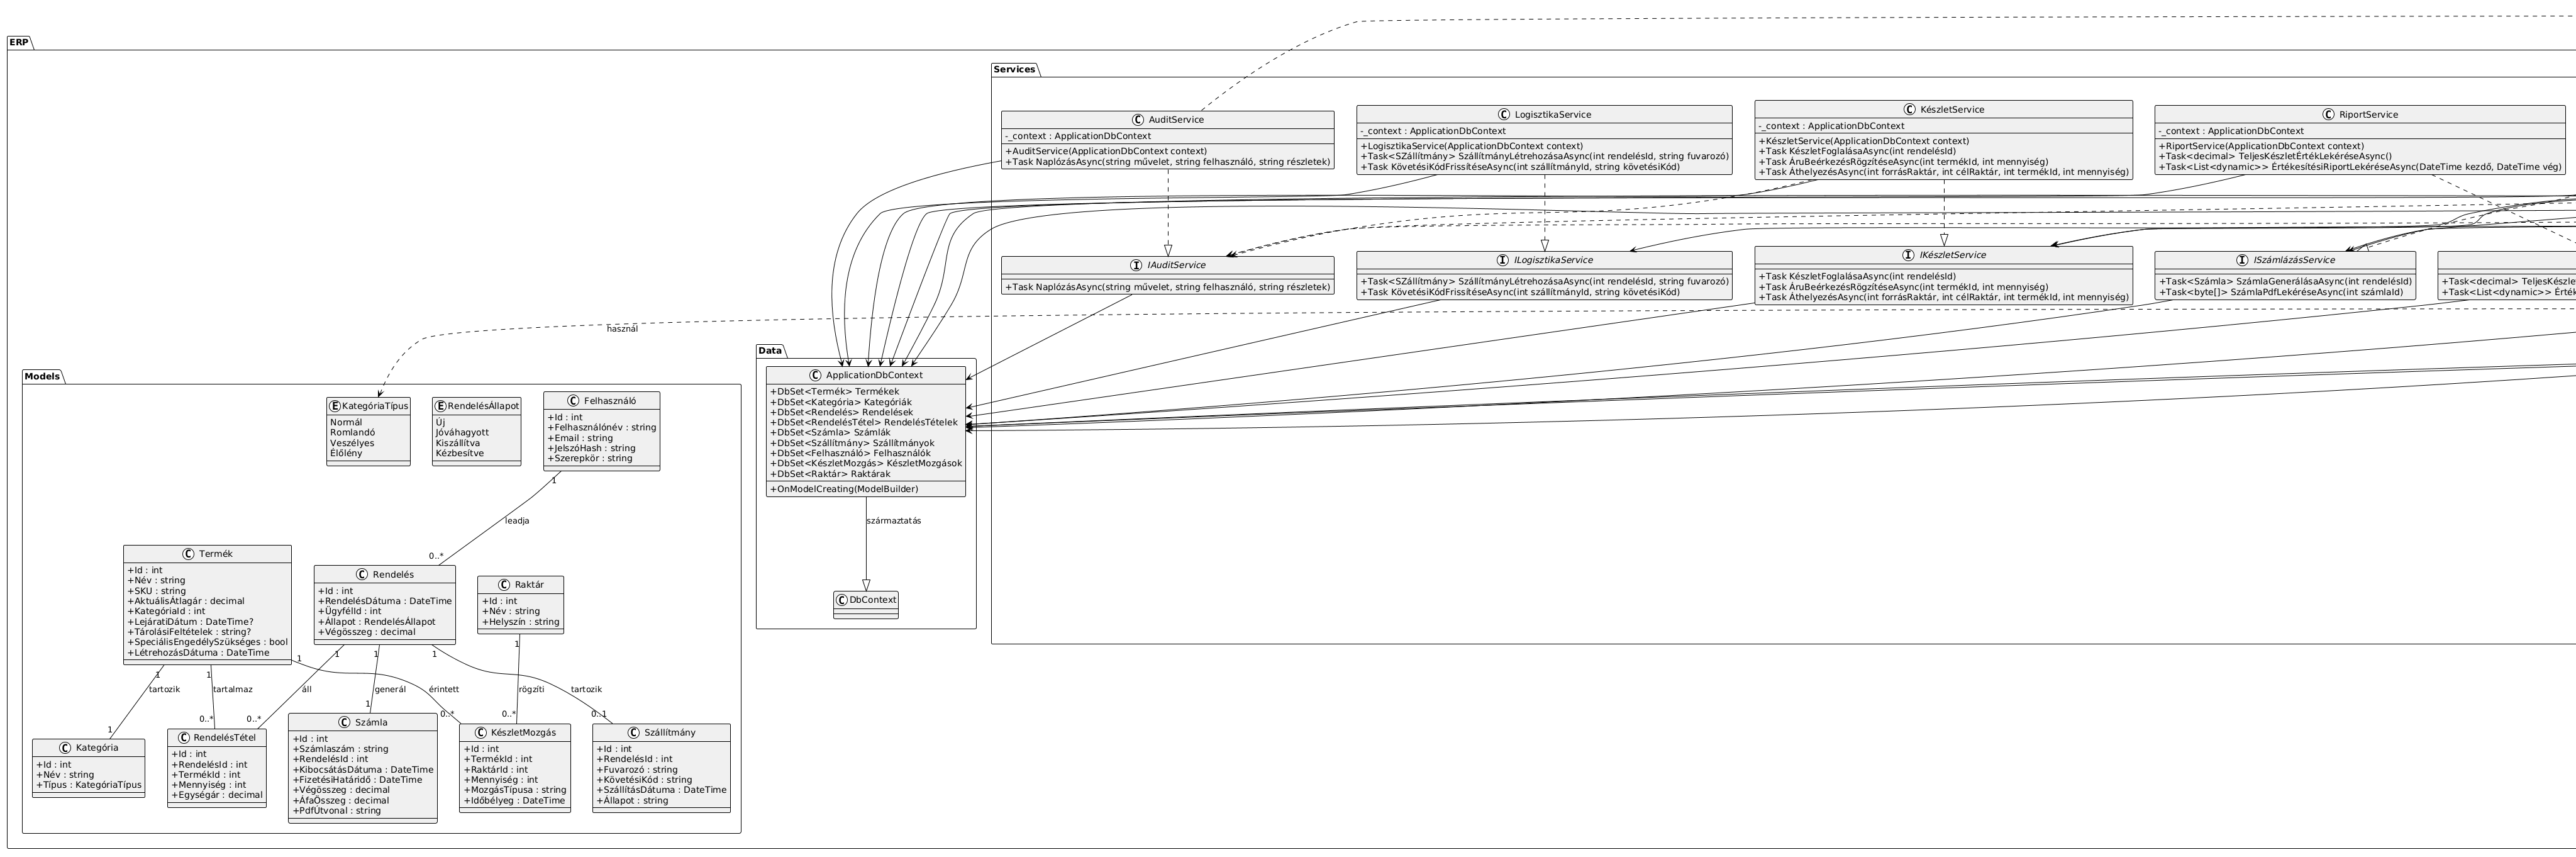 ERP
Services
AuditService
-_context : ApplicationDbContext
+AuditService(ApplicationDbContext context)
+Task NaplózásAsync(string művelet, string felhasználó, string részletek)
LogisztikaService
-_context : ApplicationDbContext
+LogisztikaService(ApplicationDbContext context)
+Task<SZállítmány> SzállítmányLétrehozásaAsync(int rendelésId, string fuvarozó)
+Task KövetésiKódFrissítéseAsync(int szállítmányId, string követésiKód)
KészletService
-_context : ApplicationDbContext
+KészletService(ApplicationDbContext context)
+Task KészletFoglalásaAsync(int rendelésId)
+Task ÁruBeérkezésRögzítéseAsync(int termékId, int mennyiség)
+Task ÁthelyezésAsync(int forrásRaktár, int célRaktár, int termékId, int mennyiség)
RiportService
-_context : ApplicationDbContext
+RiportService(ApplicationDbContext context)
+Task<decimal> TeljesKészletÉrtékLekéréseAsync()
+Task<List<dynamic>> ÉrtékesítésiRiportLekéréseAsync(DateTime kezdő, DateTime vég)
IAuditService
+Task NaplózásAsync(string művelet, string felhasználó, string részletek)
ILogisztikaService
+Task<SZállítmány> SzállítmányLétrehozásaAsync(int rendelésId, string fuvarozó)
+Task KövetésiKódFrissítéseAsync(int szállítmányId, string követésiKód)
IKészletService
+Task KészletFoglalásaAsync(int rendelésId)
+Task ÁruBeérkezésRögzítéseAsync(int termékId, int mennyiség)
+Task ÁthelyezésAsync(int forrásRaktár, int célRaktár, int termékId, int mennyiség)
ISzámlázásService
+Task<Számla> SzámlaGenerálásaAsync(int rendelésId)
+Task<byte[]> SzámlaPdfLekéréseAsync(int számlaId)
+Task<decimal> TeljesKészle
+Task<List<dynamic>> Érték
használ
Data
ApplicationDbContext
+DbSet<Termék> Termékek
+DbSet<Kategória> Kategóriák
+DbSet<Rendelés> Rendelések
+DbSet<RendelésTétel> RendelésTételek
+DbSet<Számla> Számlák
+DbSet<Szállítmány> Szállítmányok
+DbSet<Felhasználó> Felhasználók
+DbSet<KészletMozgás> KészletMozgások
+DbSet<Raktár> Raktárak
+OnModelCreating(ModelBuilder)
származtatás
DbContext
Models
KategóriaTípus
Normál
Romlandó
Veszélyes
Élőlény
RendelésÁllapot
Új
Jóváhagyott
Kiszállítva
Kézbesítve
Felhasználó
+Id : int
+Felhasználónév : string
+Email : string
+JelszóHash : string
+Szerepkör : string
1
leadja
0..*
Termék
+Id : int
+Név : string
+SKU : string
+AktuálisÁtlagár : decimal
+KategóriaId : int
+LejáratiDátum : DateTime?
+TárolásiFeltételek : string?
+SpeciálisEngedélySzükséges : bool
+LétrehozásDátuma : DateTime
Rendelés
+Id : int
+RendelésDátuma : DateTime
+ÜgyfélId : int
+Állapot : RendelésÁllapot
+Végösszeg : decimal
Raktár
+Id : int
+Név : string
+Helyszín : string
1
1
1
1
1
1
1
tartozik
tartalmaz
áll
generál
érintett
rögzíti
tartozik
1
0..*
0..*
1
0..*
0..*
0..1
Kategória
+Id : int
+Név : string
+Típus : KategóriaTípus
RendelésTétel
+Id : int
+RendelésId : int
+TermékId : int
+Mennyiség : int
+Egységár : decimal
Számla
+Id : int
+Számlaszám : string
+RendelésId : int
+KibocsátásDátuma : DateTime
+FizetésiHatáridő : DateTime
+Végösszeg : decimal
+ÁfaÖsszeg : decimal
+PdfÚtvonal : string
KészletMozgás
+Id : int
+TermékId : int
+RaktárId : int
+Mennyiség : int
+MozgásTípusa : string
+Időbélyeg : DateTime
Szállítmány
+Id : int
+RendelésId : int
+Fuvarozó : string
+KövetésiKód : string
+SzállításDátuma : DateTime
+Állapot : string